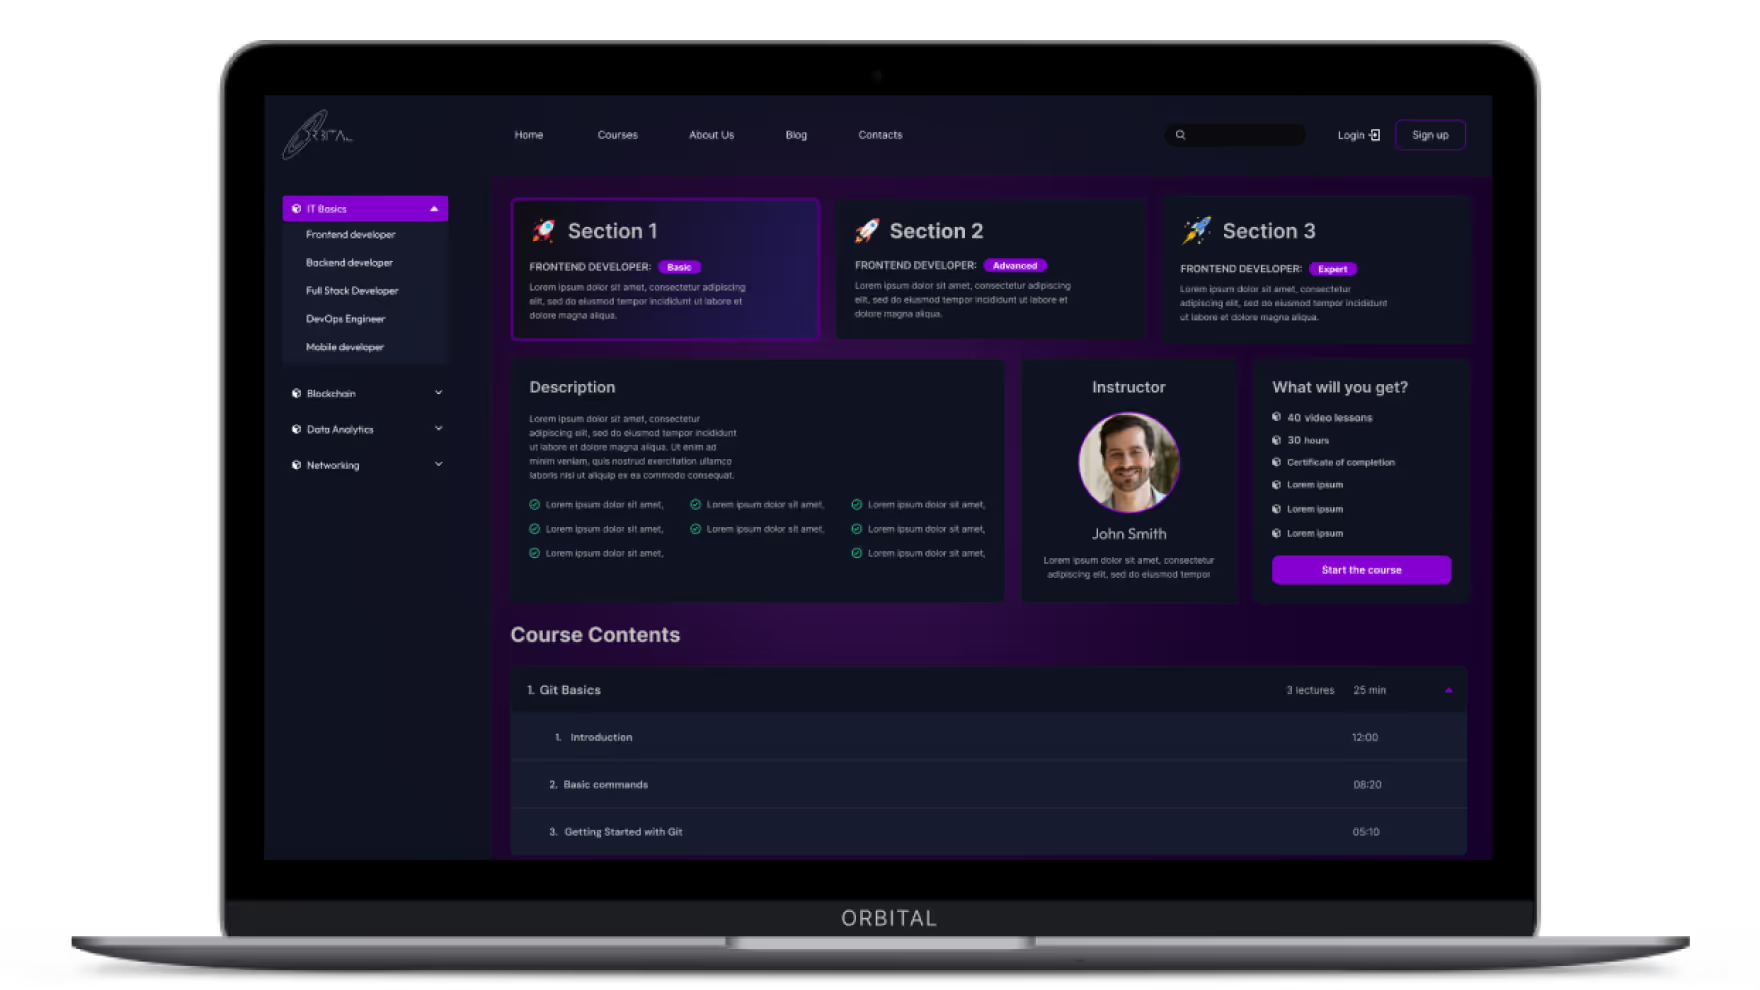 ORBITAL
Home
Courses
About Us
Blog
Contacts
Login
Sign up
IT Basics
Frontend developer
Backend developer
Full Stack Developer
DevOps Engineer
Mobile developer
Blockchain
Data Analytics
Networking
Section 1
FRONTEND DEVELOPER: Basic
Lorem ipsum dolor sit amet, consectetur adipiscing
elit, sed do eiusmod tempor incididunt ut labore et
dolore magna aliqua.
Section 2
FRONTEND DEVELOPER: Advanced
Lorem ipsum dolor sit amet, consectetur adipiscing
elit, sed do eiusmod tempor incididunt ut labore et
dolore magna aliqua.
Section 3
FRONTEND DEVELOPER: Expert
Lorem ipsum dolor sit amet, consectetur
adipiscing elit, sed do eiusmod tempor incididunt
ut labore et dolore magna aliqua.
Description
Lorem ipsum dolor sit amet, consectetur
adipiscing elit, sed do eiusmod tempor incididunt
ut labore et dolore magna aliqua. Ut enim ad
minim veniam, quis nostrud exercitation ullamco
laboris nisi ut aliquip ex ea commodo consequat.
Lorem ipsum dolor sit amet,
Lorem ipsum dolor sit amet,
Lorem ipsum dolor sit amet,
Lorem ipsum dolor sit amet,
Lorem ipsum dolor sit amet,
Lorem ipsum dolor sit amet,
Lorem ipsum dolor sit amet,
Lorem ipsum dolor sit amet,
Instructor
John Smith
Lorem ipsum dolor sit amet, consectetur
adipiscing elit, sed do eiusmod tempor
What will you get?
40 video lessons
30 hours
Certificate of completion
Lorem ipsum
Lorem ipsum
Lorem ipsum
Start the course
Course Contents
1. Git Basics
3 lectures
25 min
1. Introduction
12:00
2. Basic commands
08:20
3. Getting Started with Git
05:10
ORBITAL